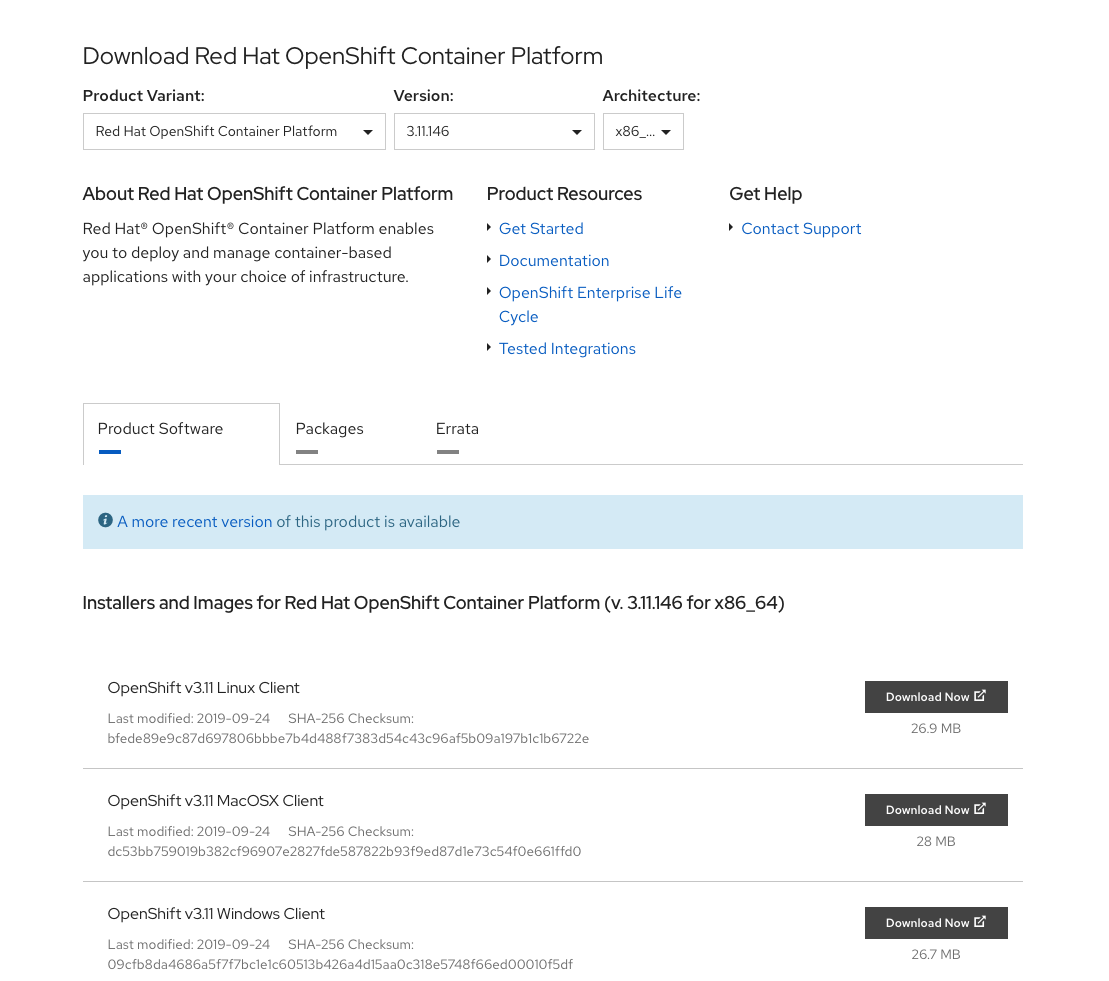 Download Red Hat OpenShift Container Platform
Product Variant:
Version:
Architecture:
Red Hat OpenShift Container Platform
3.11.146
x86_...
About Red Hat OpenShift Container Platform
Red Hat® OpenShift® Container Platform enables
you to deploy and manage container-based
applications with your choice of infrastructure.
Product Resources
Get Started
Documentation
OpenShift Enterprise Life
Cycle
Tested Integrations
Get Help
Contact Support
Product Software
Packages
Errata
A more recent version of this product is available
Installers and Images for Red Hat OpenShift Container Platform (v. 3.11.146 for x86_64)
OpenShift v3.11 Linux Client
Last modified: 2019-09-24 SHA-256 Checksum:
bfede89e9c87d697806bbbe7b4d488f7383d54c43c96af5b09a197b1c1b6722e
Download Now
26.9 MB
OpenShift v3.11 MacOSX Client
Last modified: 2019-09-24 SHA-256 Checksum:
dc53bb759019b382cf96907e2827fde587822b93f9ed87d1e73c54f0e661ffd0
Download Now
28 MB
OpenShift v3.11 Windows Client
Last modified: 2019-09-24 SHA-256 Checksum:
09cfb8da4686a5f7f7bc1e1c60513b426a4d15aa0c318e5748f66ed00010f5df
Download Now
26.7 MB